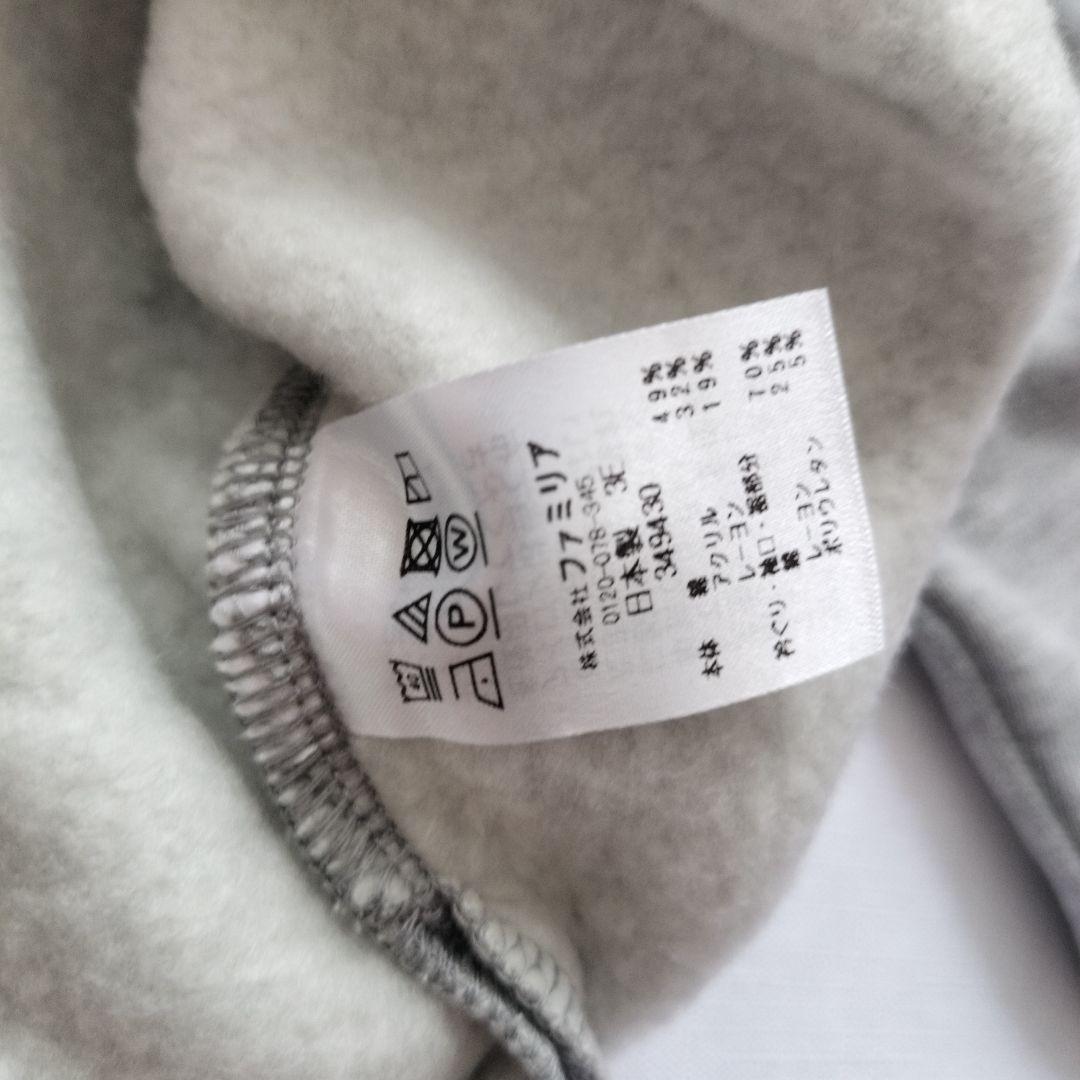 40
P W
株式会社ファミリア
0120-078-345
日本製 3E
349430
本体 綿 49%
アクリル 32%
レーヨン 19%
衿ぐり・袖口・裾部分
綿 70%
レーヨン 25%
ポリウレタン 5%